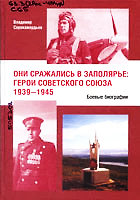 Владимир
Сорокажердьев
ОНИ СРАЖАЛИСЬ В ЗАПОЛЯРЬЕ:
ГЕРОИ СОВЕТСКОГО СОЮЗА
1939—1945
Боевые биографии